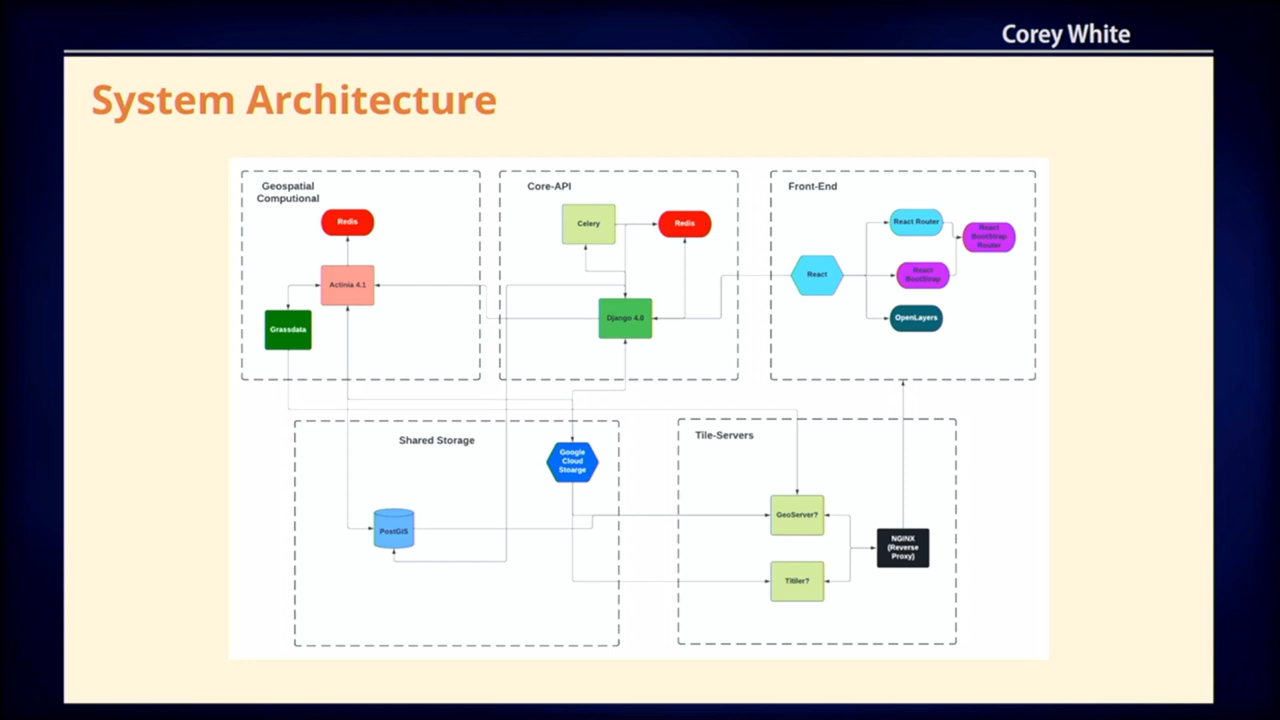 Corey White
System Architecture
Geospatial
Computional
Redis
Actinia 4.1
Grassdata
Core-API
Celery
Redis
Django 4.0
Front-End
React
React Router
React
BootStrap
Router
React
BootStrap
OpenLayers
Shared Storage
Google
Cloud
Stoarge
PostGIS
Tile-Servers
GeoServer?
Titiler?
NGINX
(Reverse
Proxy)